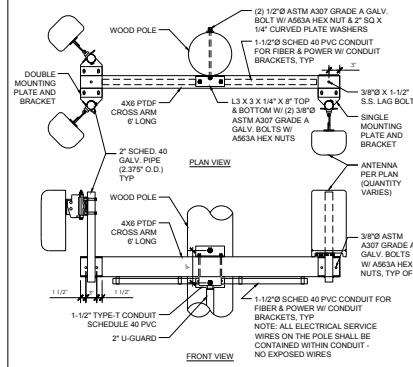 (2) 1/2"Ø ASTM A307 GRADE A GALV.
BOLT W/ A563A HEX NUT & 2" SQ X
1/4" CURVED PLATE WASHERS
WOOD POLE
1-1/2"Ø SCHED 40 PVC CONDUIT
FOR FIBER & POWER W/ CONDUIT
BRACKETS, TYP
3"
DOUBLE
MOUNTING
PLATE AND
BRACKET
4X6 PTDF
CROSS ARM
6' LONG
L3 X 3 X 1/4" X 8" TOP
& BOTTOM W/ (2) 3/8"Ø
ASTM A307 GRADE A
GALV. BOLTS W/
A563A HEX NUTS
3/8"Ø X 1-1/2"
S.S. LAG BOLT
SINGLE
MOUNTING
PLATE AND
BRACKET
2" SCHED. 40
GALV. PIPE
(2.375" O.D.)
TYP
PLAN VIEW
ANTENNA
PER PLAN
(QUANTITY
VARIES)
WOOD POLE
4X6 PTDF
CROSS ARM
6' LONG
3/8"Ø ASTM
A307 GRADE A
GALV. BOLTS
W/ A563A HEX
NUTS, TYP OF
1 1/2"
1 1/2"
1-1/2" TYPE-T CONDUIT
SCHEDULE 40 PVC
2" U-GUARD
1-1/2"Ø SCHED 40 PVC CONDUIT FOR
FIBER & POWER W/ CONDUIT
BRACKETS, TYP
NOTE: ALL ELECTRICAL SERVICE
WIRES ON THE POLE SHALL BE
CONTAINED WITHIN CONDUIT -
NO EXPOSED WIRES
FRONT VIEW